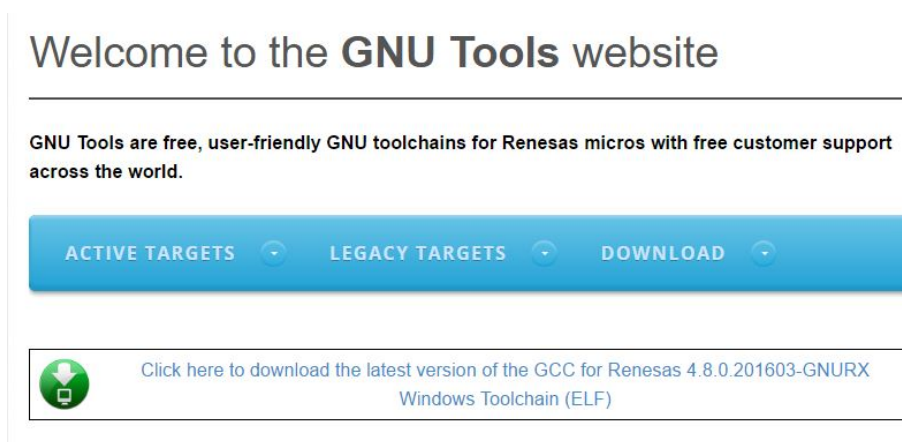 Welcome to the GNU Tools website
GNU Tools are free, user-friendly GNU toolchains for Renesas micros with free customer support
across the world.
ACTIVE TARGETS LEGACY TARGETS DOWNLOAD
Click here to download the latest version of the GCC for Renesas 4.8.0.201603-GNURX
Windows Toolchain (ELF)